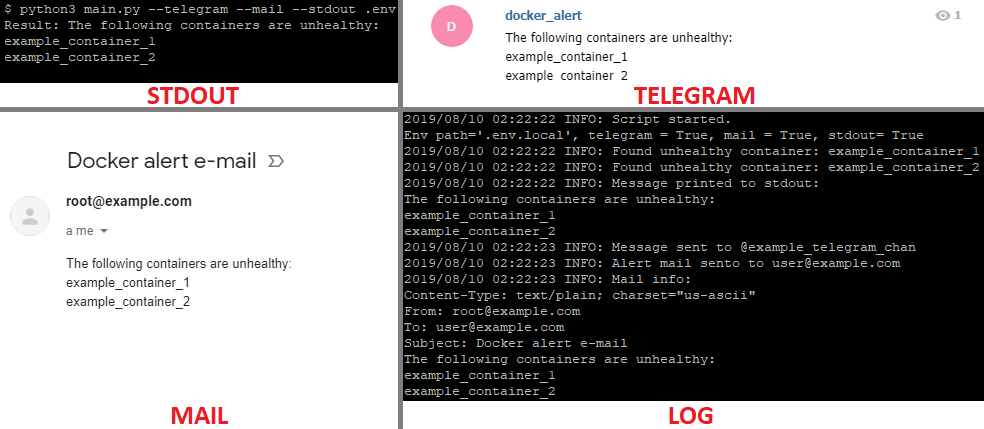 $ python3 main.py --telegram --mail --stdout .env
Result: The following containers are unhealthy:
example_container_1
example_container_2
STDOUT
D
docker_alert
1
The following containers are unhealthy:
example_container_1
example_container_2
TELEGRAM
Docker alert e-mail
root@example.com
a me
The following containers are unhealthy:
example_container_1
example_container_2
MAIL
2019/08/10 02:22:22 INFO: Script started.
Env path='.env.local', telegram = True, mail = True, stdout= True
2019/08/10 02:22:22 INFO: Found unhealthy container: example_container_1
2019/08/10 02:22:22 INFO: Found unhealthy container: example_container_2
2019/08/10 02:22:22 INFO: Message printed to stdout:
The following containers are unhealthy:
example_container_1
example_container_2
2019/08/10 02:22:23 INFO: Message sent to @example_telegram_chan
2019/08/10 02:22:23 INFO: Alert mail sento to user@example.com
2019/08/10 02:22:23 INFO: Mail info:
Content-Type: text/plain; charset="us-ascii"
From: root@example.com
To: user@example.com
Subject: Docker alert e-mail
The following containers are unhealthy:
example_container_1
example_container_2
LOG